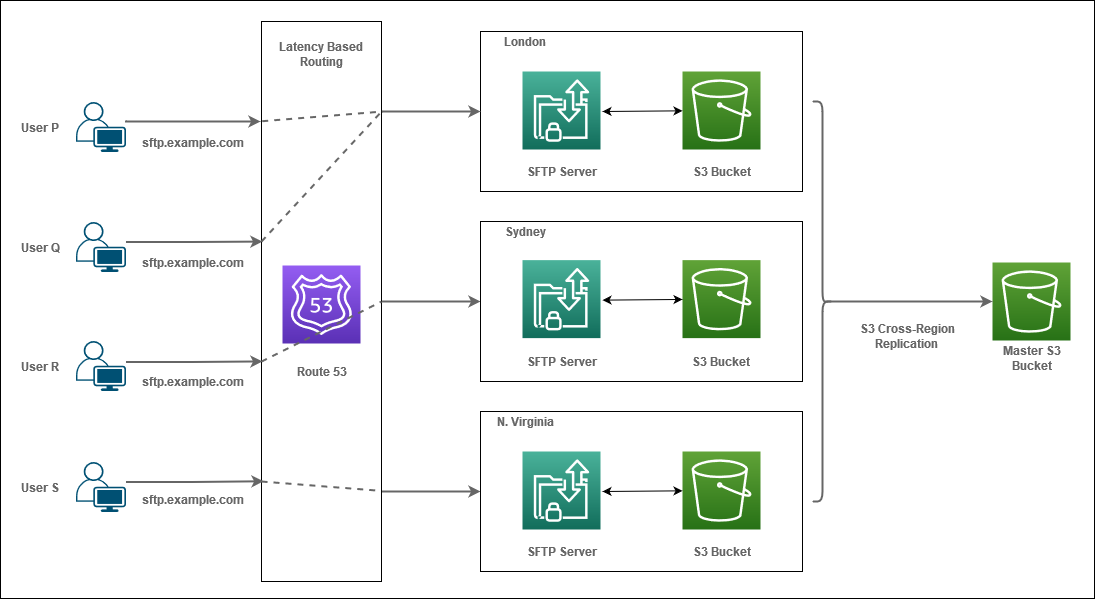 Latency Based
Routing
User P
sftp.example.com
User Q
sftp.example.com
53
Route 53
User R
sftp.example.com
User S
sftp.example.com
London
SFTP Server
S3 Bucket
Sydney
SFTP Server
S3 Bucket
N. Virginia
SFTP Server
S3 Bucket
S3 Cross-Region
Replication
Master S3
Bucket